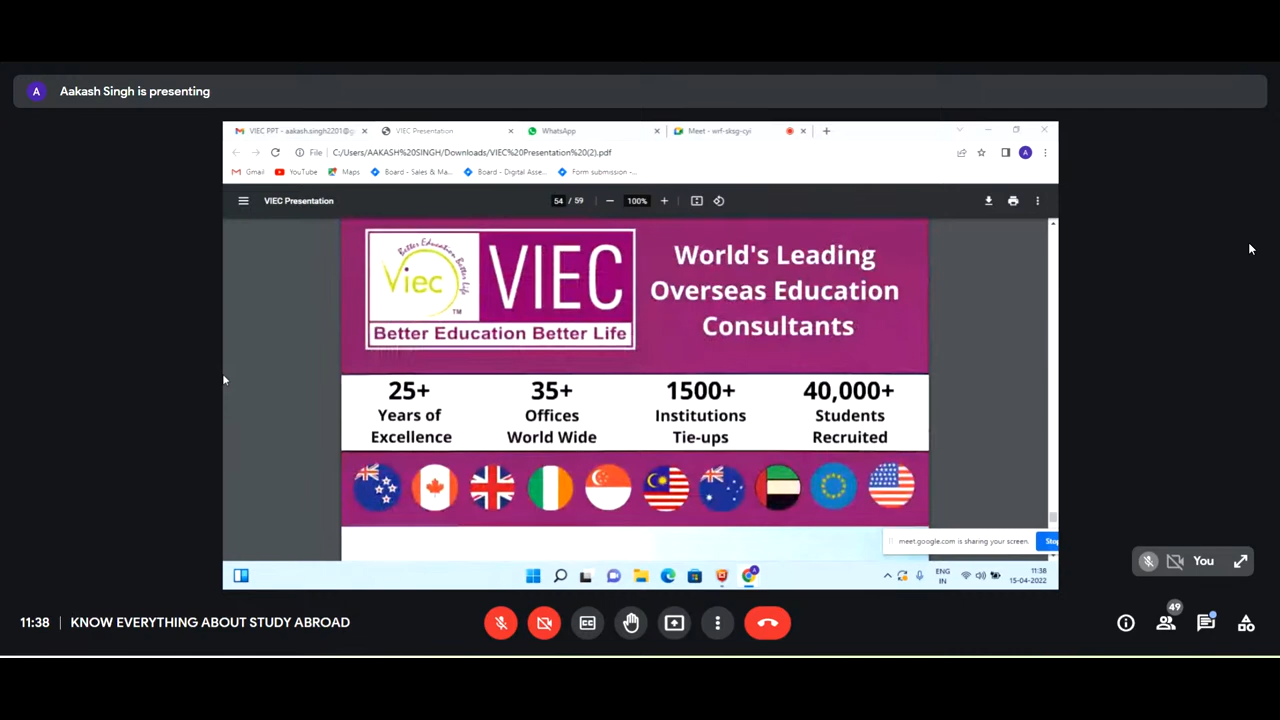 A Aakash Singh is presenting
VIEC PPT - aakash.singh2201@g
VIEC Presentation
WhatsApp
Meet - wrf-sksg-cyi
File C:/Users/AAKASH%20SINGH/Downloads/VIEC%20Presentation%20(2).pdf
A
Gmail YouTube Maps Board - Sales & Ma... Board - Digital Asse... Form submission -...
VIEC Presentation 54 / 59 100%
Better Education Better Life
Viec
TM
VIEC
Better Education Better Life
World's Leading
Overseas Education
Consultants
25+
Years of
Excellence
35+
Offices
World Wide
1500+
Institutions
Tie-ups
40,000+
Students
Recruited
meet.google.com is sharing your screen.
Stop
You
ENG
IN
11:38
15-04-2022
11:38 | KNOW EVERYTHING ABOUT STUDY ABROAD
49